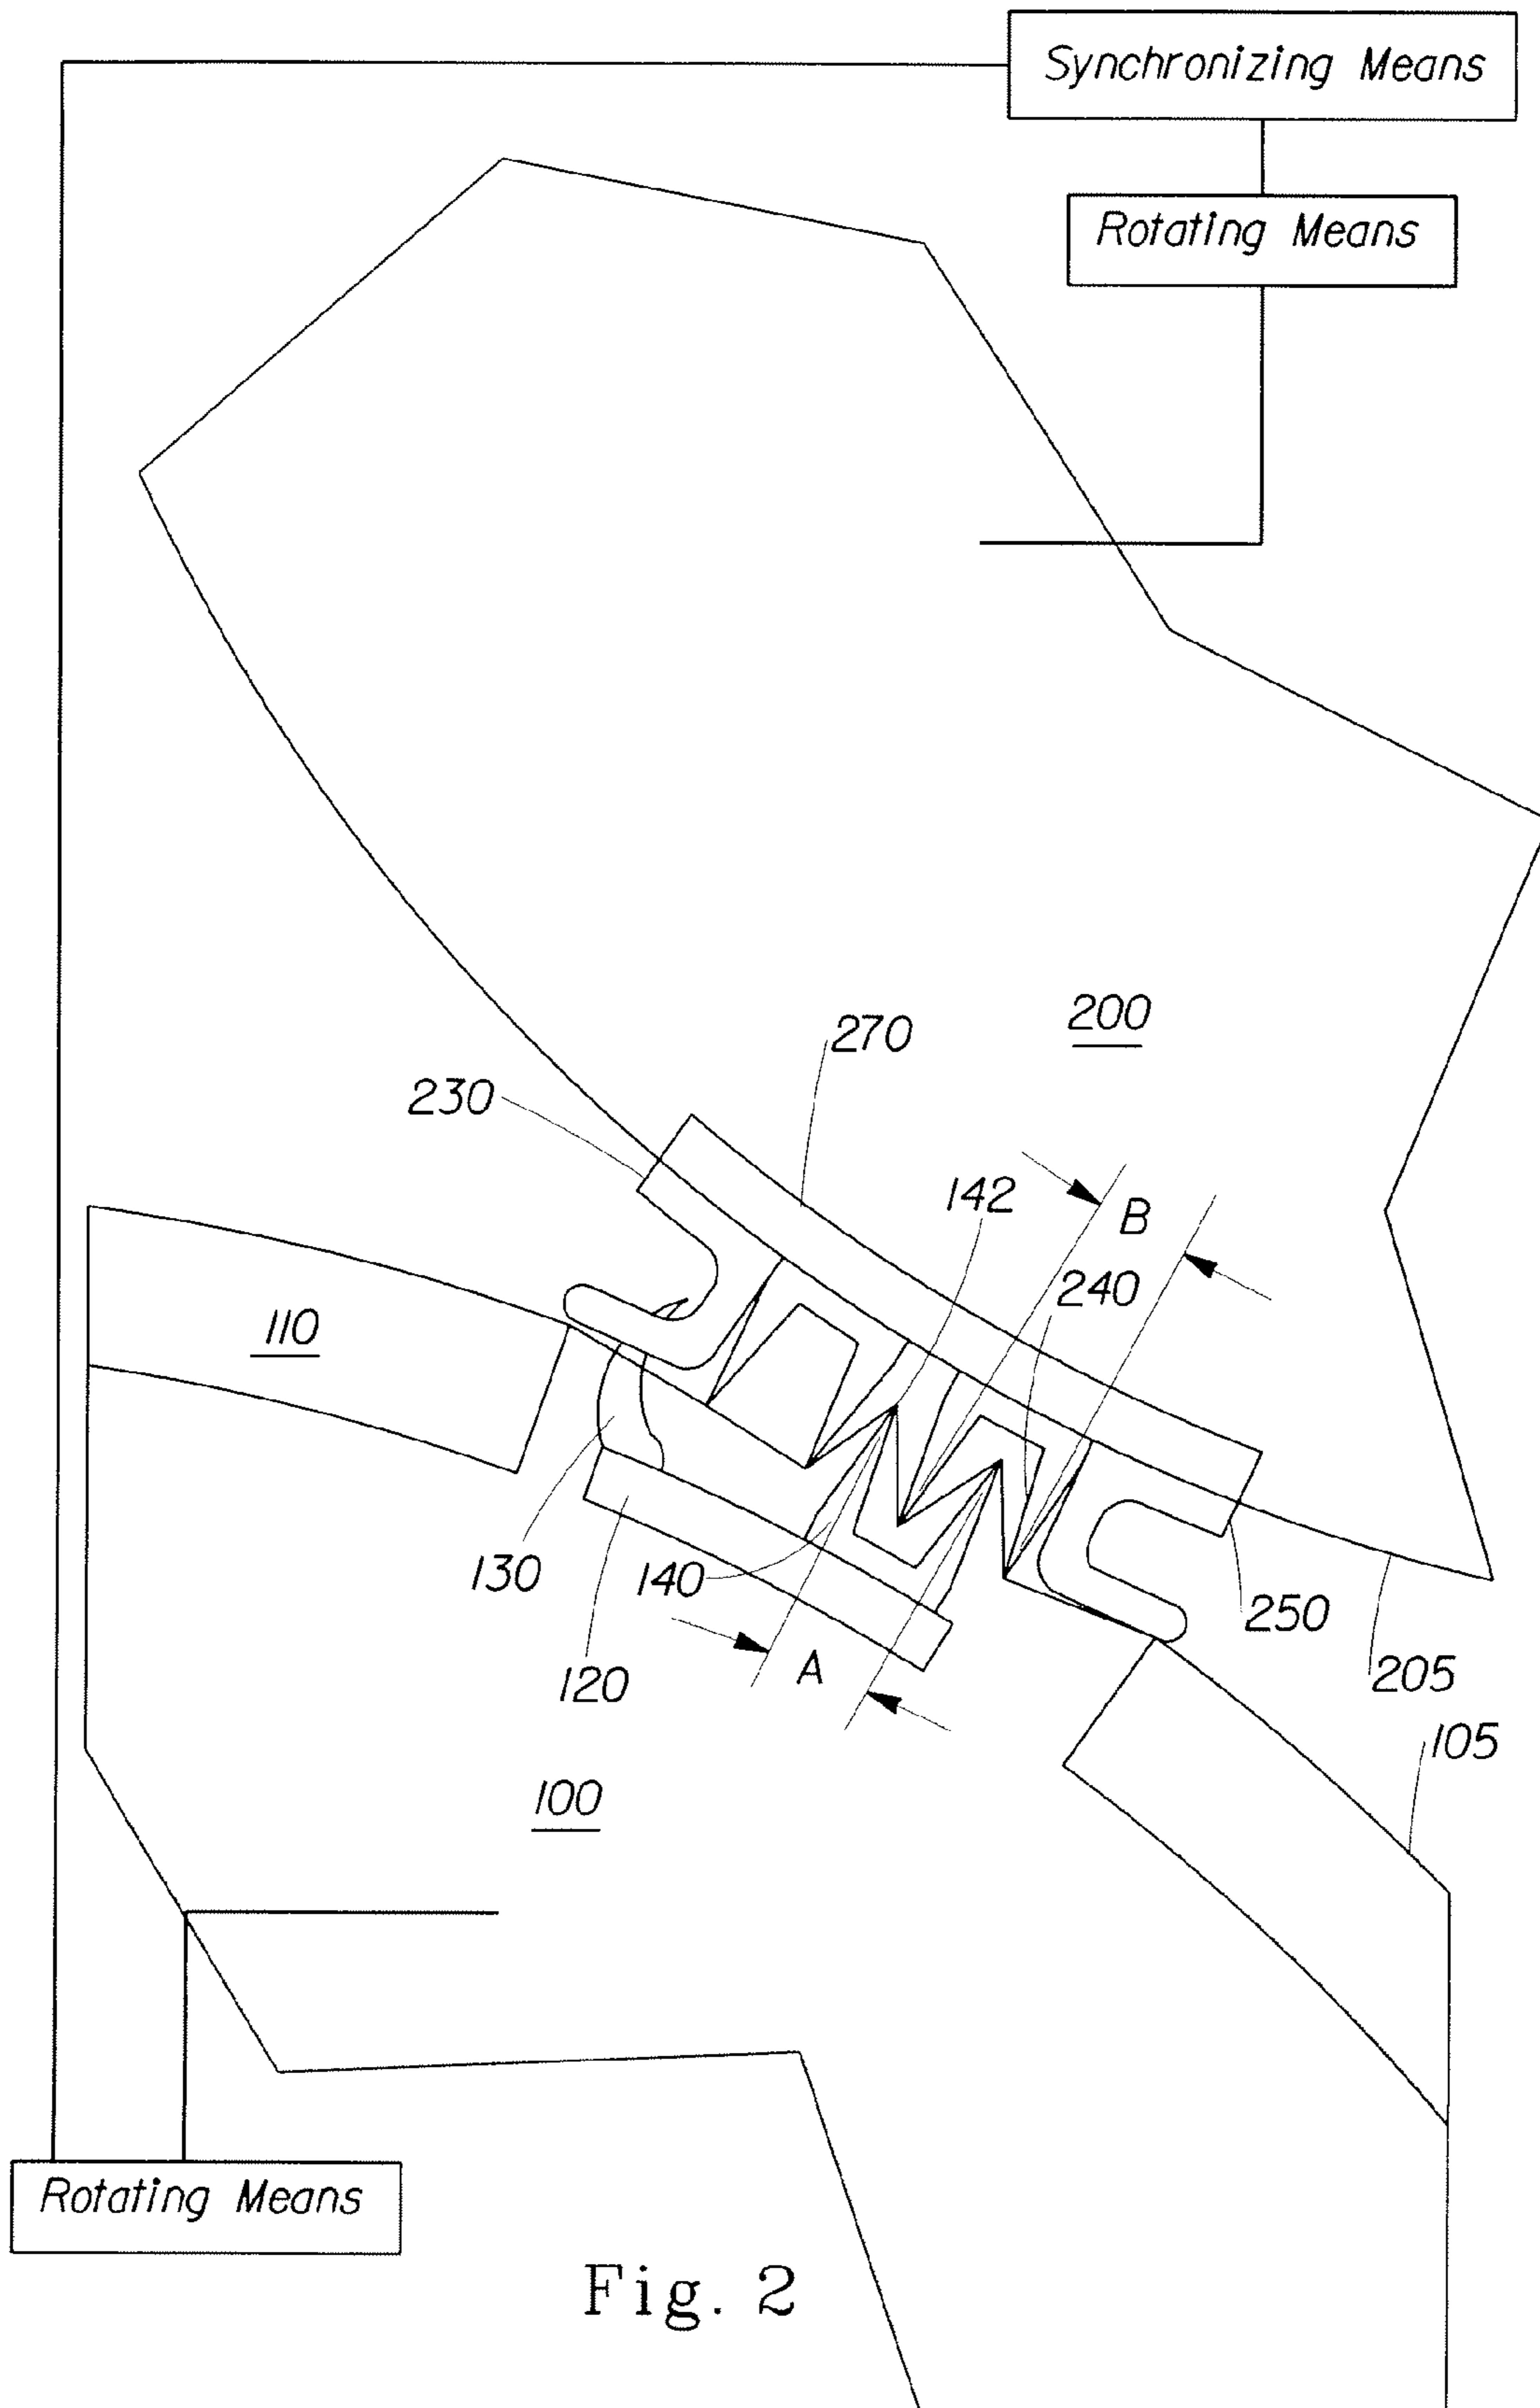 Synchronizing Means
Rotating Means
200
270
230
142
B
240
110
130
140
250
120
A
205
105
100
Rotating Means
Fig. 2